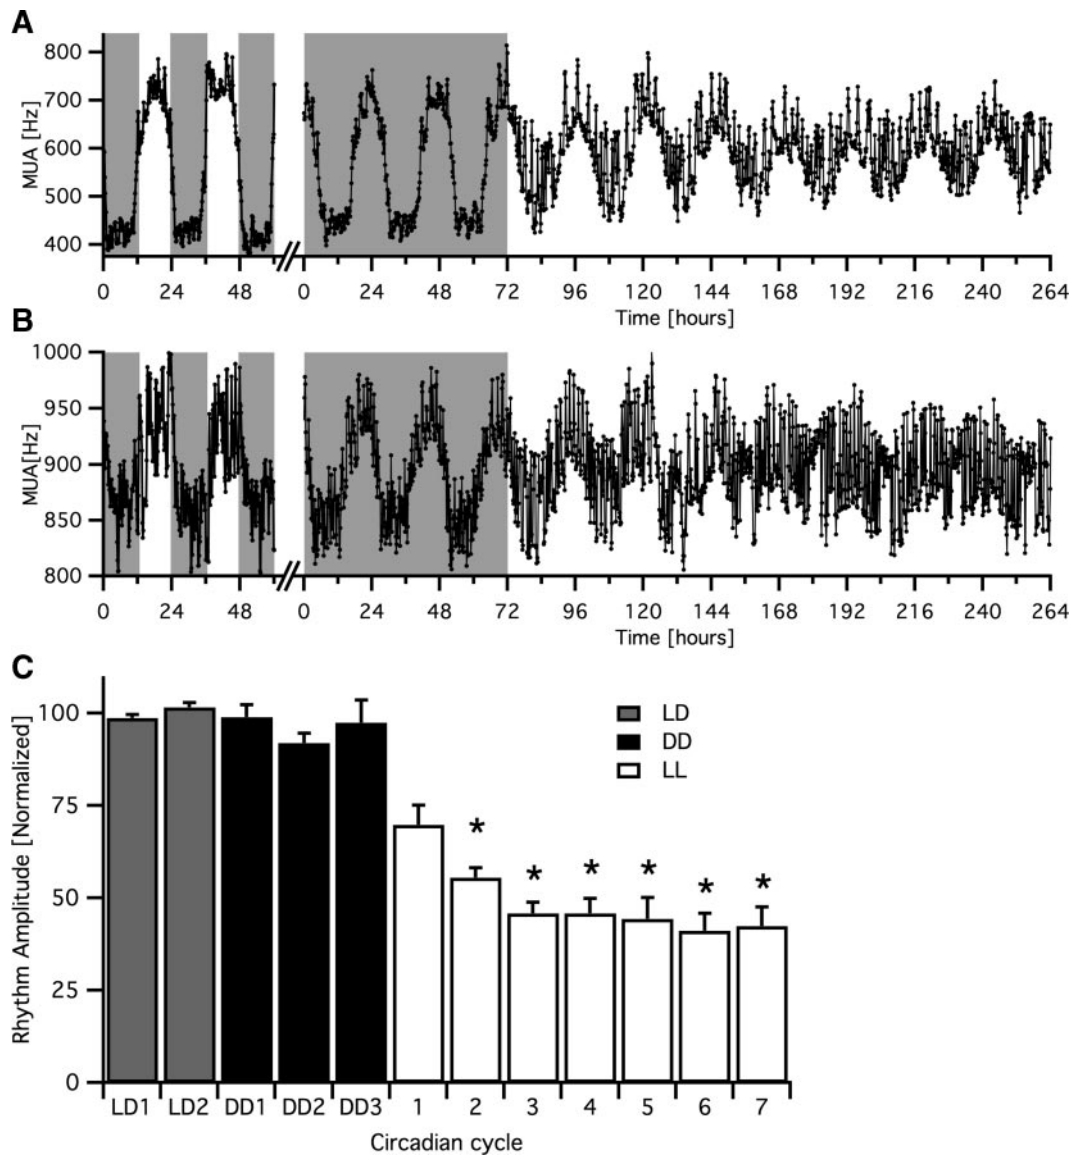 A
800
700
600
500
400
MUA [Hz]
0 24 48 0 24 48 72 96 120 144 168 192 216 240 264
Time [hours]
B
1000
950
900
850
800
MUA[Hz]
0 24 48 0 24 48 72 96 120 144 168 192 216 240 264
Time [hours]
C
100
75
50
25
0
Rhythm Amplitude [Normalized]
LD
DD
LL
* * * * * *
LD1 LD2 DD1 DD2 DD3 1 2 3 4 5 6 7
Circadian cycle